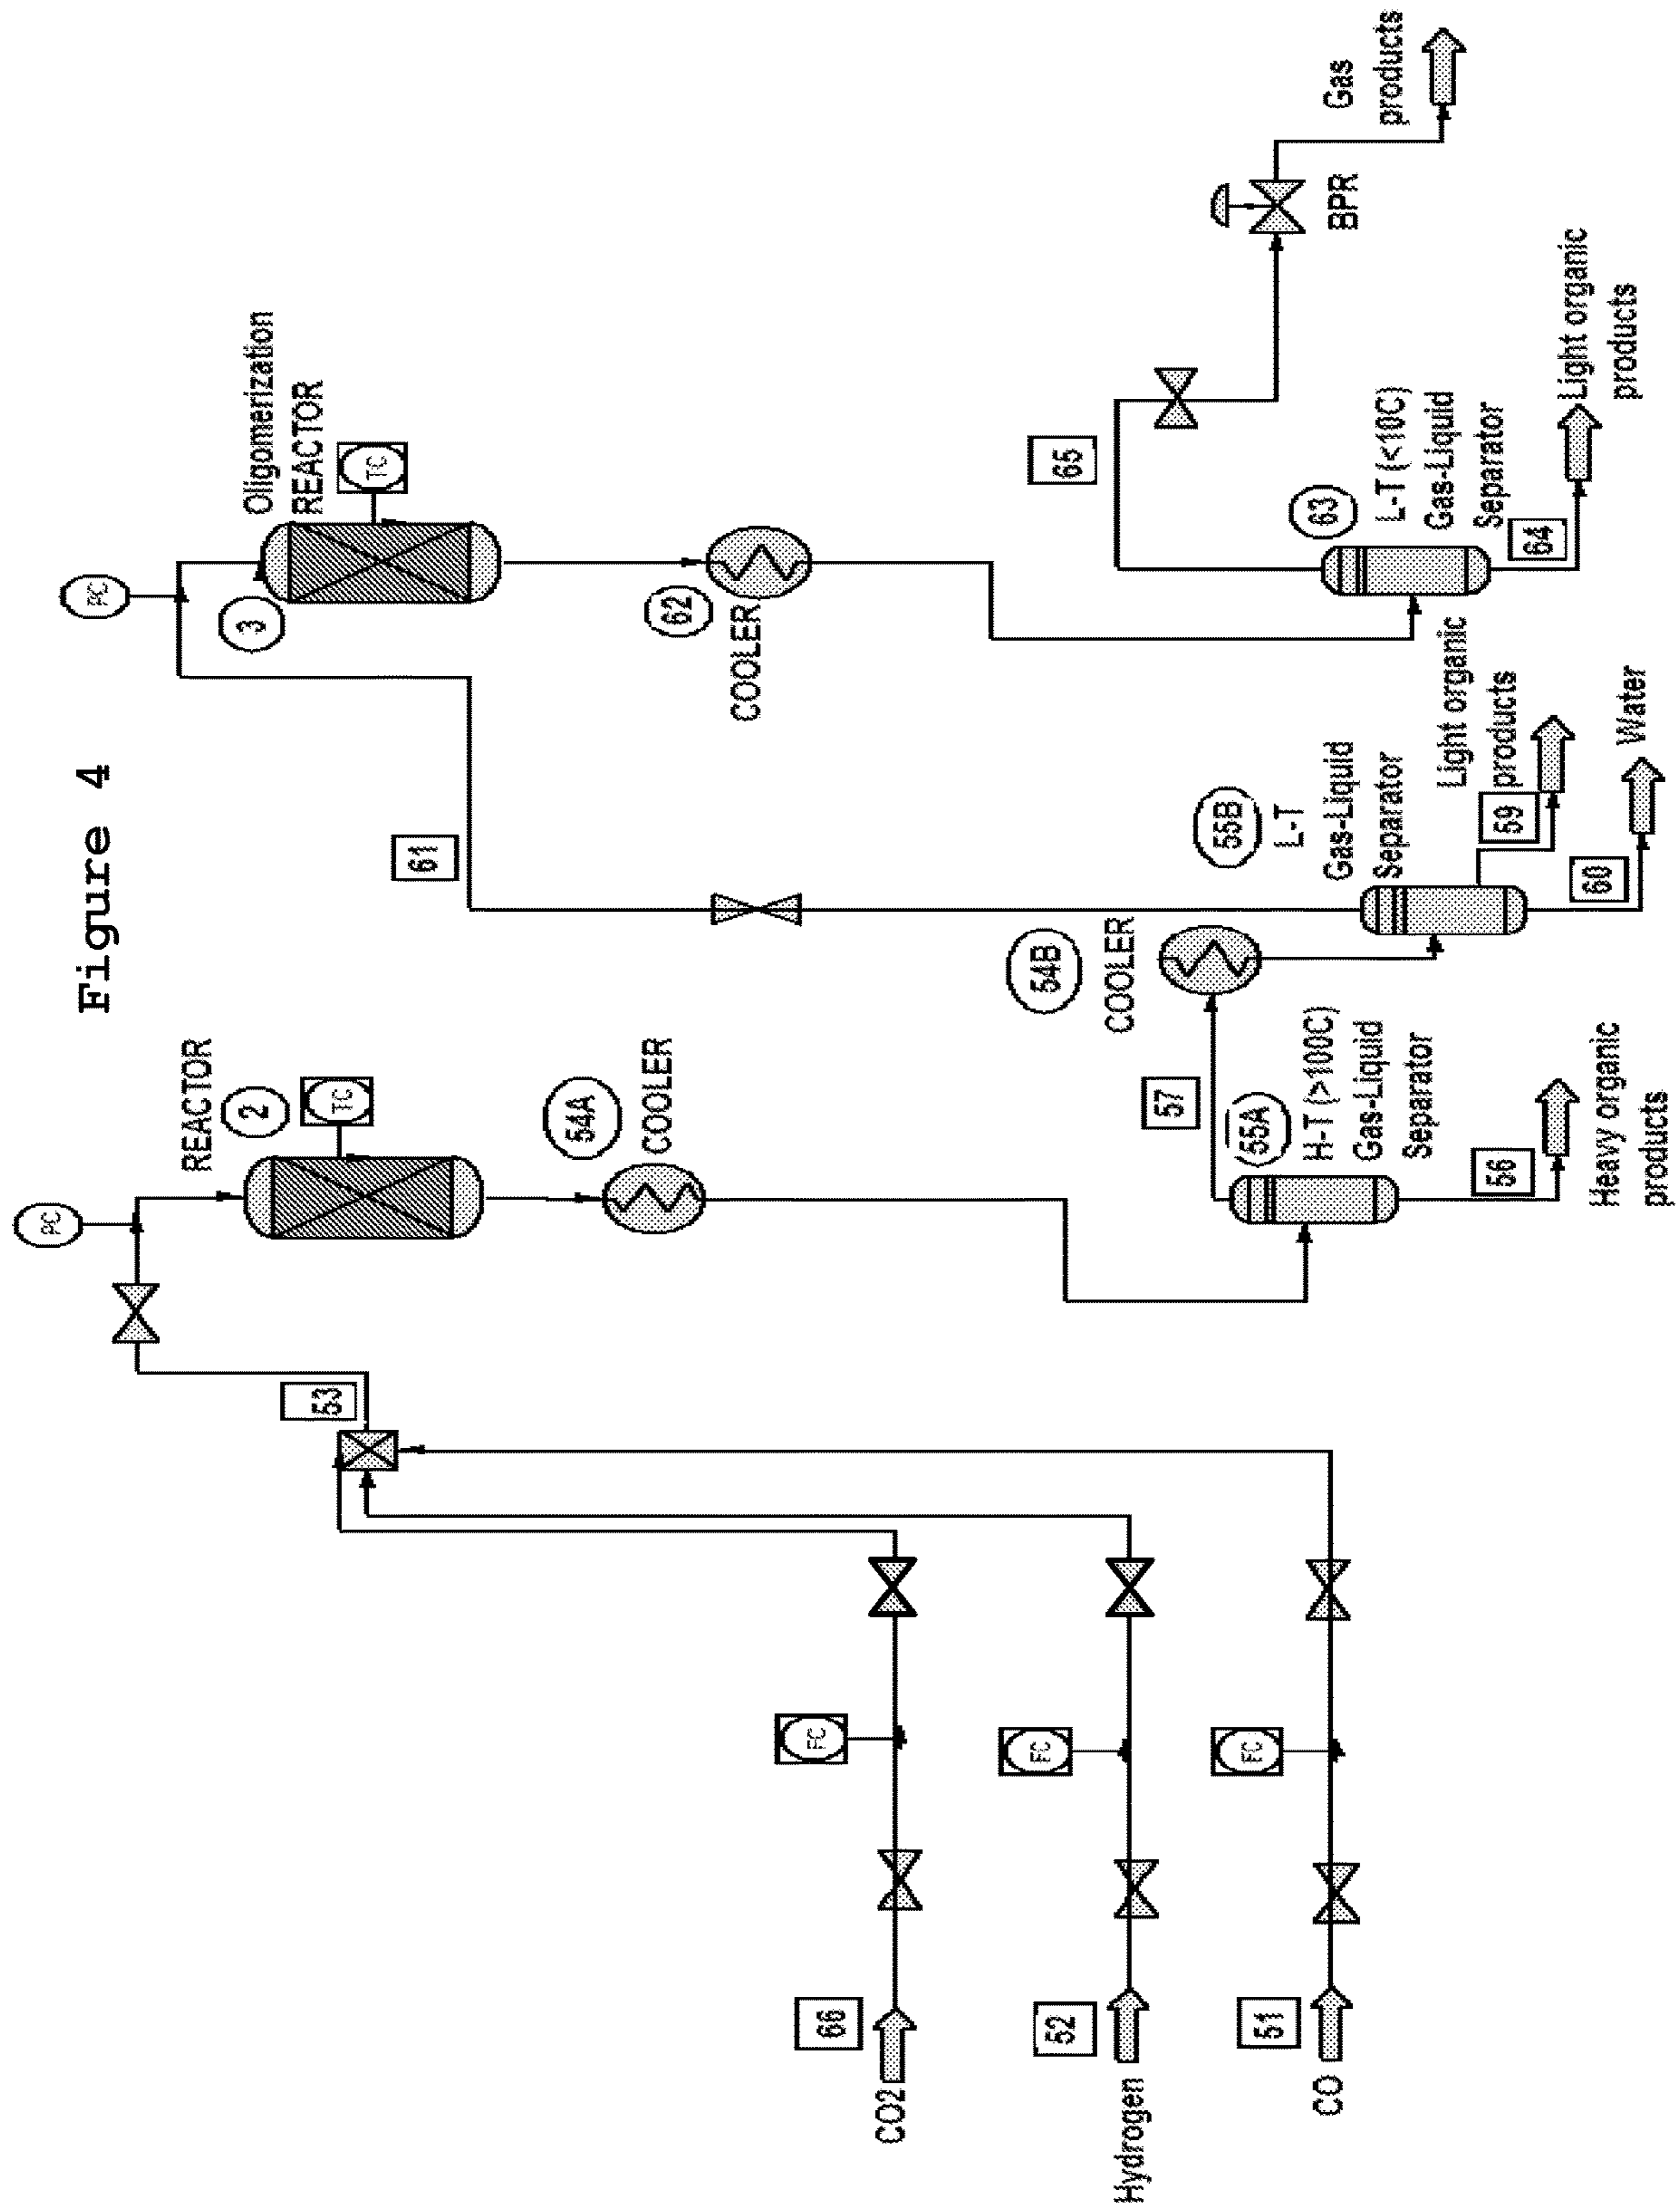 Figure 4
PC
REACTOR
2
TC
54A
COOLER
53
PC
Oligomerization
REACTOR
3
TC
61
62
COOLER
65
Gas
products
BPR
CO2
66
FC
Hydrogen
52
FC
CO
51
FC
57
54B
COOLER
55A
H-T (>100C)
Gas-Liquid
Separator
56
Heavy organic
products
55B
L-T
Gas-Liquid
Separator
59
Light organic
products
60
Water
63
L-T (<10C)
Gas-Liquid
Separator
64
Light organic
products